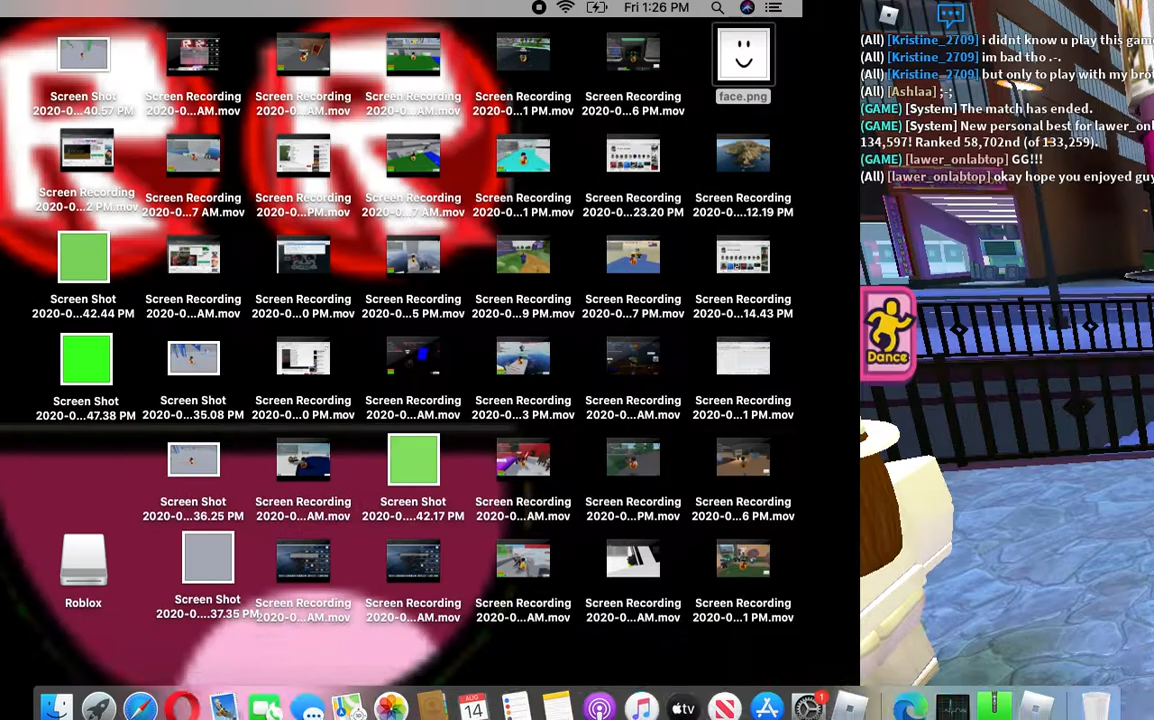 Fri 1:26 PM
Screen Shot
2020-0...40.57 PM
Screen Recording
2020-0...AM.mov
Screen Recording
2020-0...AM.mov
Screen Recording
2020-0...AM.mov
Screen Recording
2020-0...1 PM.mov
Screen Recording
2020-0...6 PM.mov
face.png
Screen Recording
2020-0...2 PM.mov
Screen Recording
2020-0...7 AM.mov
Screen Recording
2020-0...PM.mov
Screen Recording
2020-0...7 AM.mov
Screen Recording
2020-0...1 PM.mov
Screen Recording
2020-0...23.20 PM
Screen Recording
2020-0...12.19 PM
Screen Shot
2020-0....42.44 PM
Screen Recording
2020-0...AM.mov
Screen Recording
2020-0...0 PM.mov
Screen Recording
2020-0...5 PM.mov
Screen Recording
2020-0...9 PM.mov
Screen Recording
2020-0...7 PM.mov
Screen Recording
2020-0...14.43 PM
Screen Shot
2020-0....47.38 PM
Screen Shot
2020-0...35.08 PM
Screen Recording
2020-0...0 PM.mov
Screen Recording
2020-0...AM.mov
Screen Recording
2020-0...3 PM.mov
Screen Recording
2020-0...AM.mov
Screen Recording
2020-0...1 PM.mov
Screen Shot
2020-0...36.25 PM
Screen Recording
2020-0...AM.mov
Screen Shot
2020-0....42.17 PM
Screen Recording
2020-0...AM.mov
Screen Recording
2020-0...PM.mov
Screen Recording
2020-0...6 PM.mov
Roblox
Screen Shot
2020-0....37.35 PM
Screen Recording
2020-0...AM.mov
Screen Recording
2020-0...AM.mov
Screen Recording
2020-0...1 PM.mov
Screen Recording
2020-0...AM.mov
Screen Recording
2020-0...1 PM.mov
AUG
14
tv
1
(All) [Kristine_2709] i didnt know u play this game
(All) [Kristine_2709] im bad tho .-.
(All) [Kristine_2709] but only to play with my bro
(All) [Ashlaa] ;-;
(GAME) [System] The match has ended.
(GAME) [System] New personal best for lawer_onl
134,597! Ranked 58,702nd (of 133,259).
(GAME) [lawer_onlabtop] GG!!!
(All) [lawer_onlabtop] okay hope you enjoyed guy
Dance